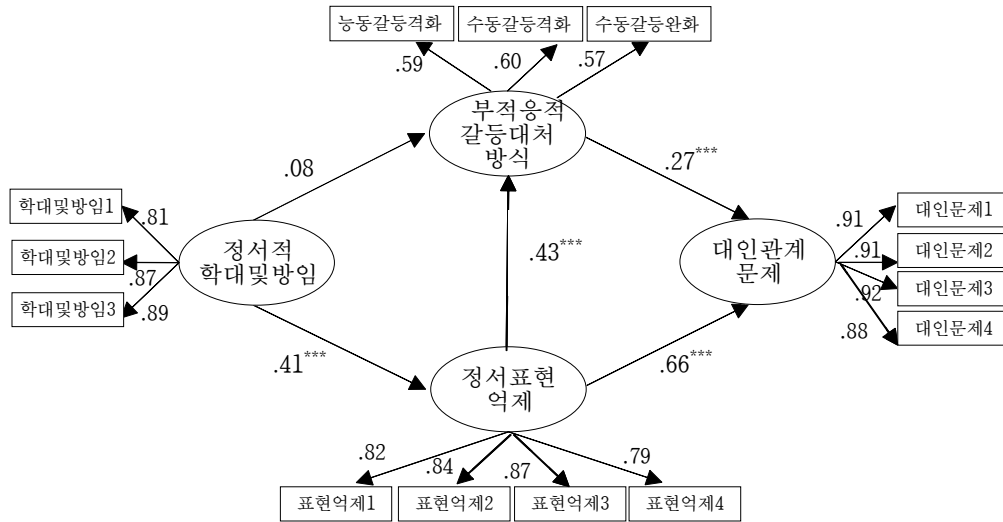 능동갈등격화
수동갈등격화
수동갈등완화
.59
.60
.57
부적응적
갈등대처
방식
.08
.27***
학대및방임1
학대및방임2
학대및방임3
.81
.87
.89
정서적
학대및방임
.43***
대인관계
문제
.91
.91
.92
.88
대인문제1
대인문제2
대인문제3
대인문제4
.41***
.66***
정서표현
억제
.82
.84
.87
.79
표현억제1
표현억제2
표현억제3
표현억제4